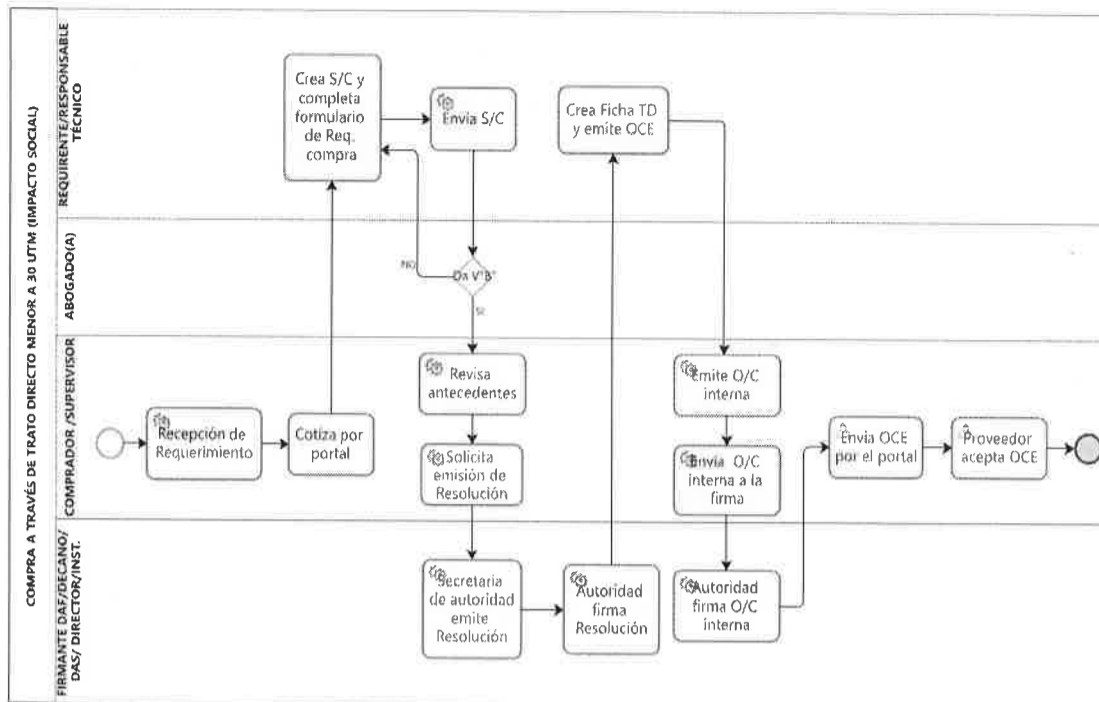 COMPRA A TRAVÉS DE TRATO DIRECTO MENOR A 30 UTM (IMPACTO SOCIAL)
REQUIRENTE/RESPONSABLE
TÉCNICO
Crea S/C y
completa
formulario
de Req.
compra
Envia S/C
Crea Ficha TD
y emite OCE
ABOGADO(A)
Da V°B°
NO
SI
COMPRADOR /SUPERVISOR
Recepción de
Requerimiento
Cotiza por
portal
Revisa
antecedentes
Solicita
emisión de
Resolución
Emite O/C
interna
Envia O/C
interna a la
firma
Envia OCE
por el portal
Proveedor
acepta OCE
FIRMANTE DAF/DECANO/
DAS/ DIRECTOR/INST.
Secretaria
de autoridad
emite
Resolución
Autoridad
firma
Resolución
Autoridad
firma O/C
interna